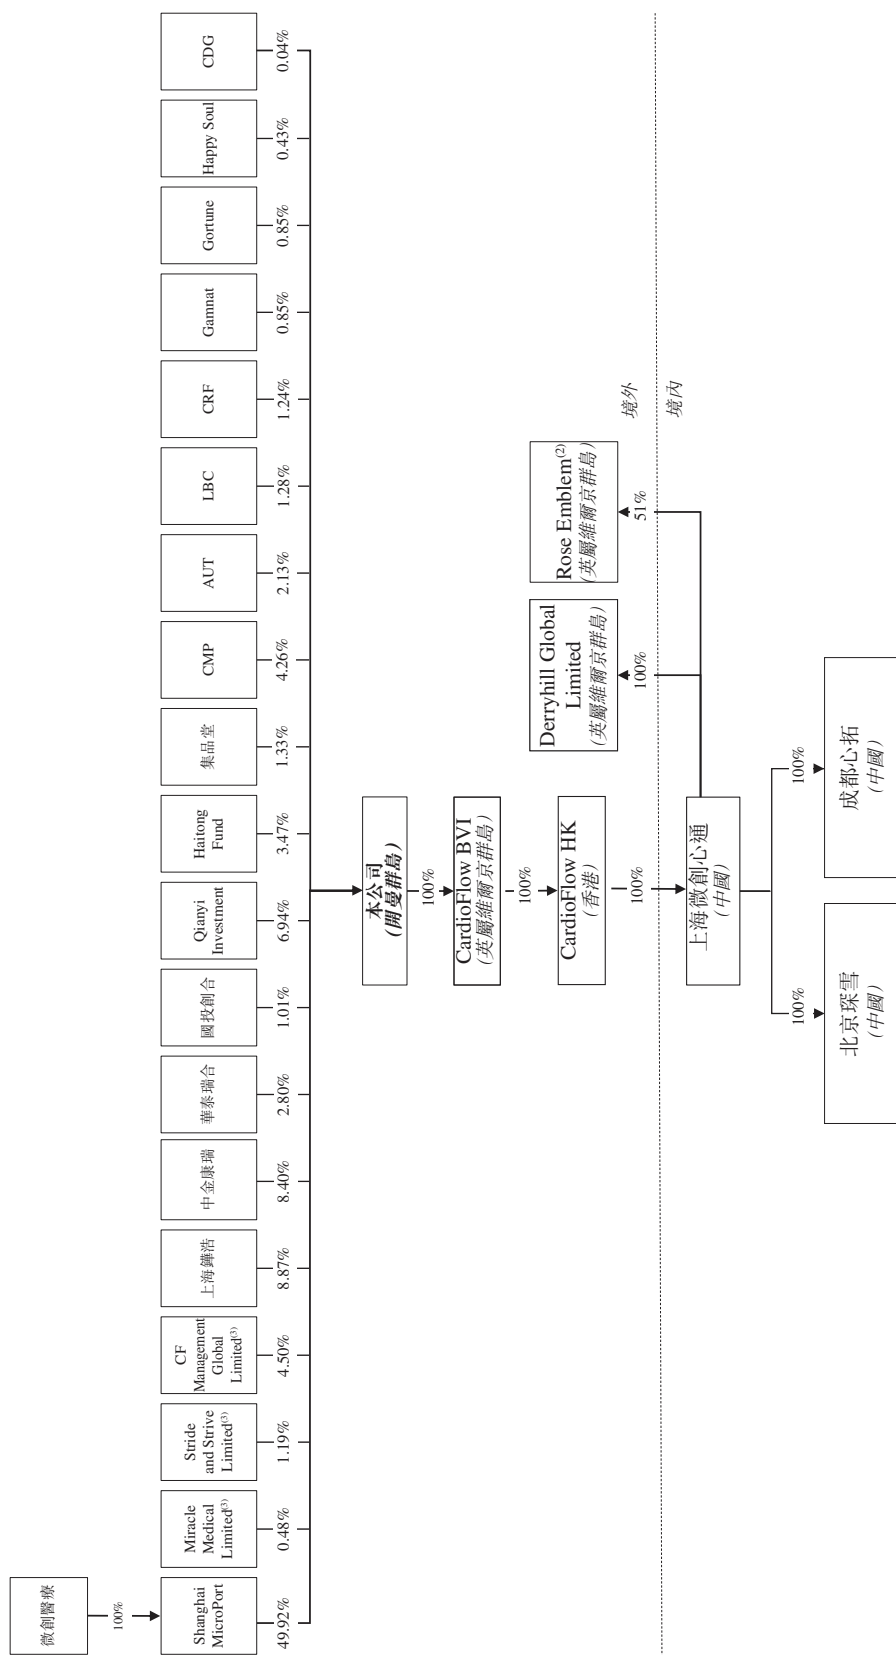 微創醫療
100%
Shanghai
MicroPort
49.92%
Miracle
Medical
Limited(3)
0.48%
Stride
and Strive
Limited(3)
1.19%
CF
Management
Global
Limited(3)
4.50%
上海鏵浩
8.87%
中金康瑞
8.40%
華泰瑞合
2.80%
國投創合
1.01%
Qianyi
Investment
6.94%
Haitong
Fund
3.47%
集品堂
1.33%
CMP
4.26%
AUT
2.13%
LBC
1.28%
CRF
1.24%
Gamnat
0.85%
Gortune
0.85%
Happy Soul
0.43%
CDG
0.04%
本公司
(開曼群島)
100%
CardioFlow BVI
(英屬維爾京群島)
100%
CardioFlow HK
(香港)
100%
Derryhill Global
Limited
(英屬維爾京群島)
100%
Rose Emblem(2)
(英屬維爾京群島)
51%
境外
境內
上海微創心通
(中國)
100%
北京琛雪
(中國)
100%
成都心拓
(中國)